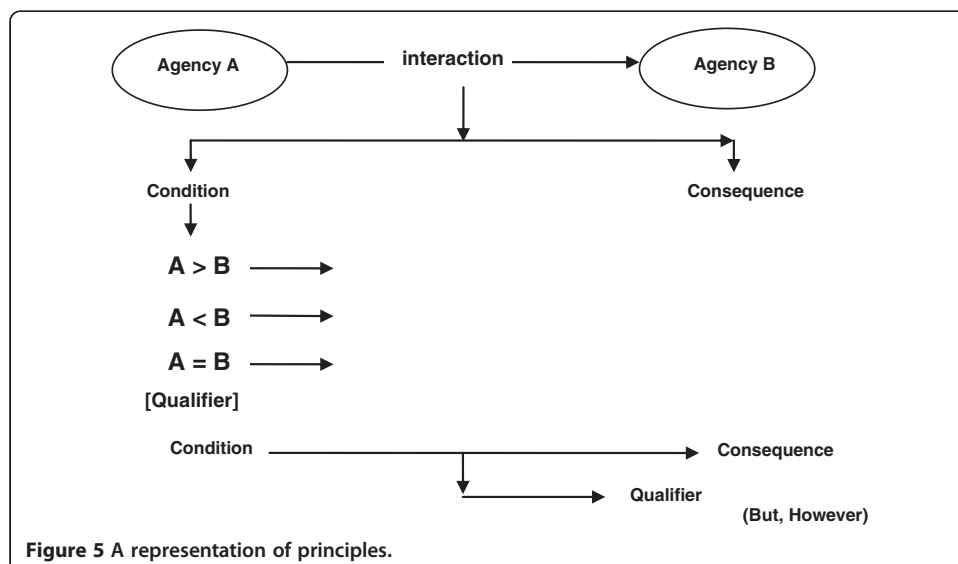 Agency A interaction Agency B
Condition Consequence
A > B
A < B
A = B
[Qualifier]
Condition Consequence
Qualifier
(But, However)
Figure 5 A representation of principles.